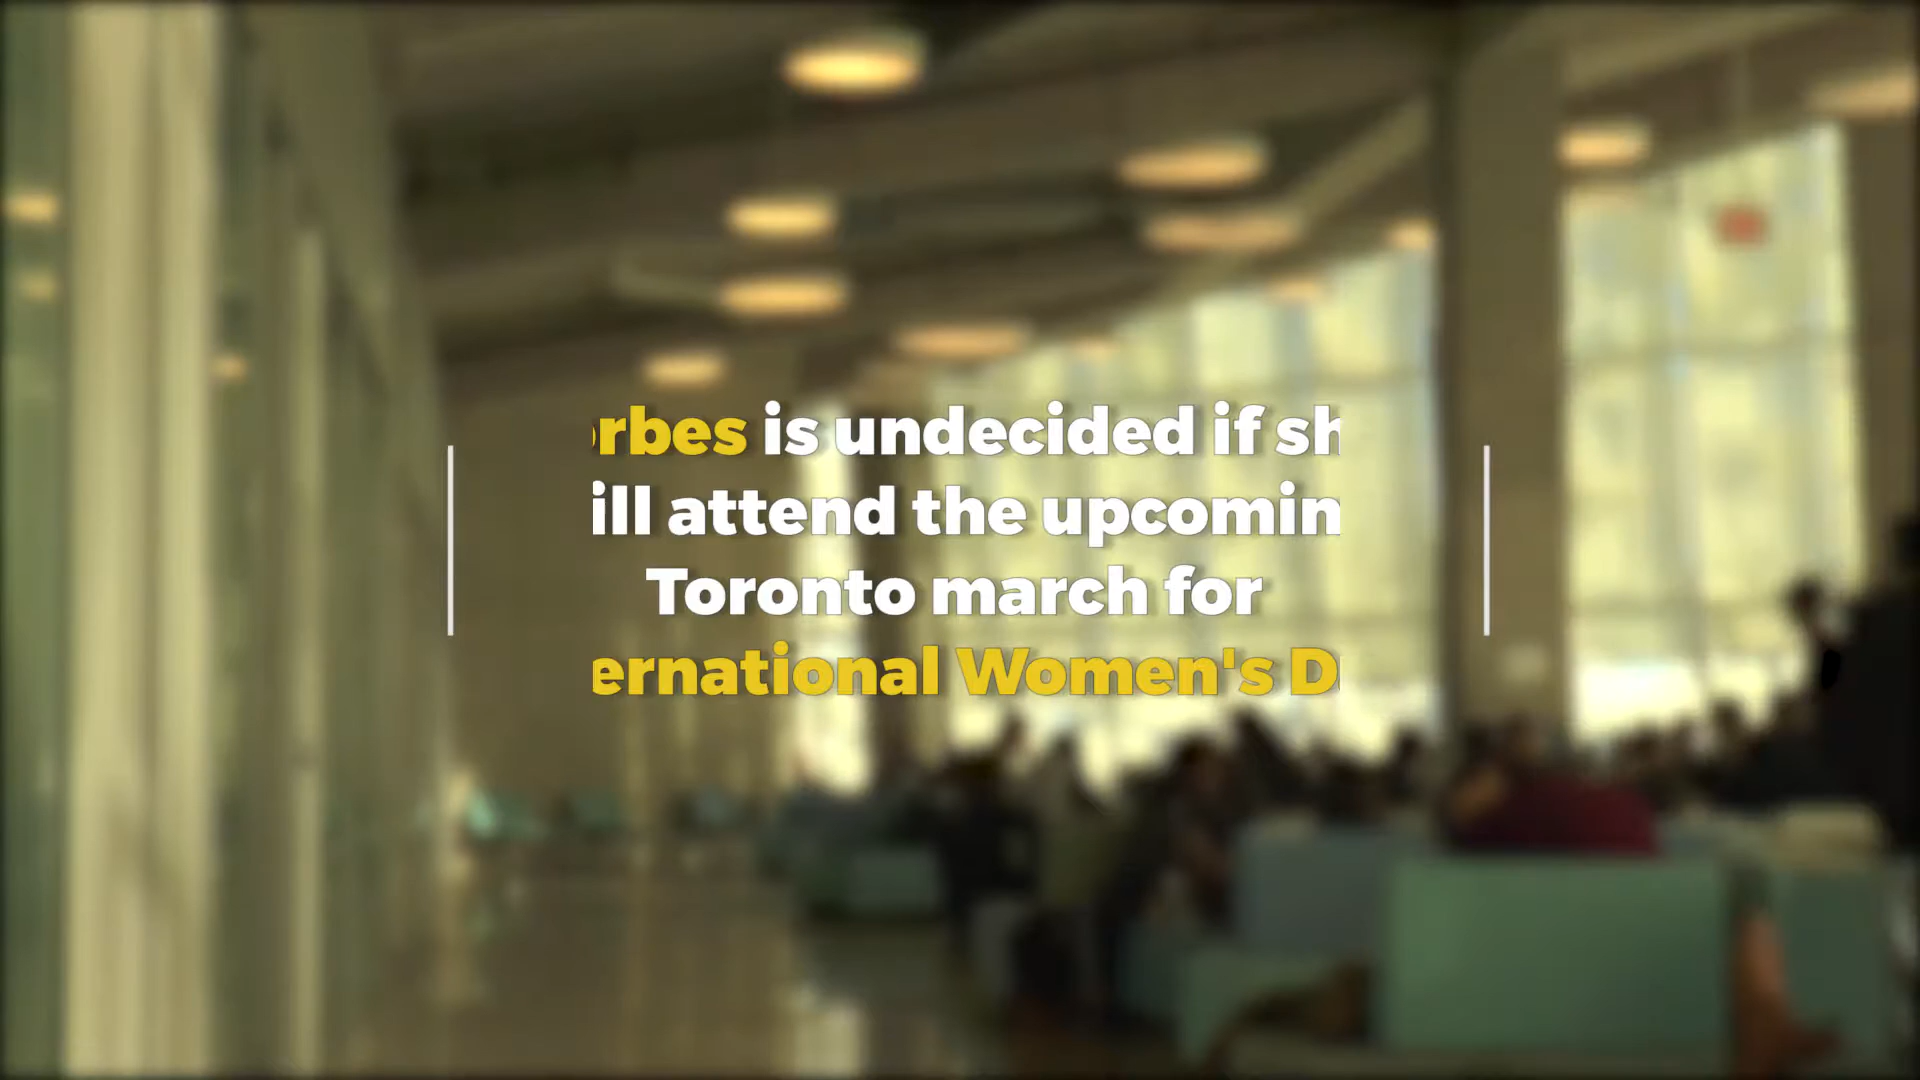 rbes is undecided if sh
ill attend the upcomin
Toronto march for
ernational Women's D